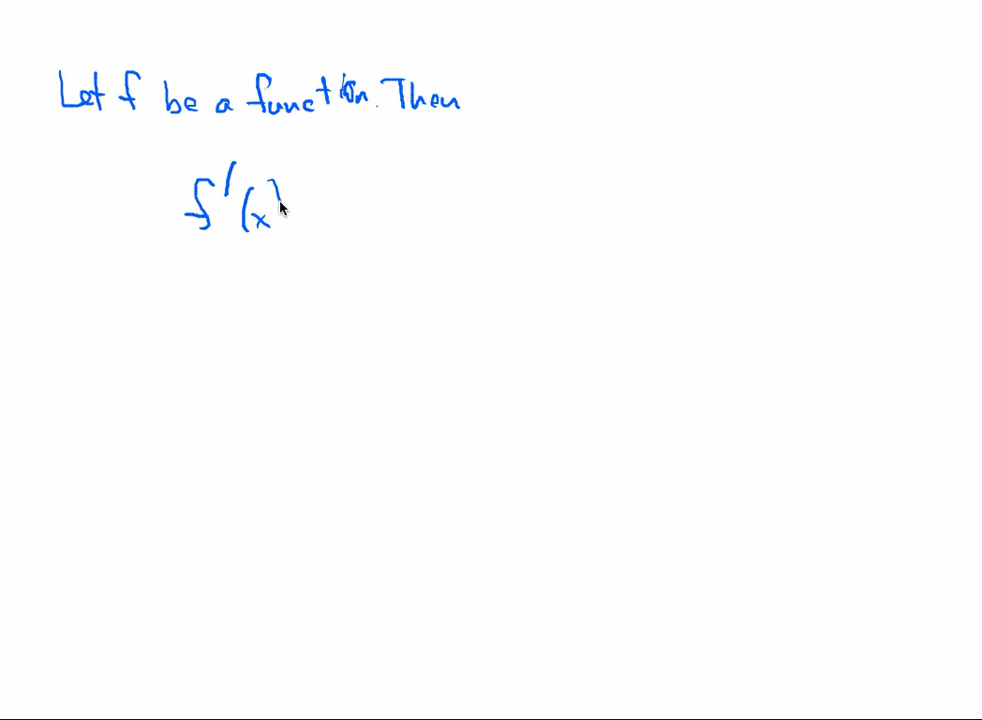 Let f be a function. Then
f'(x)